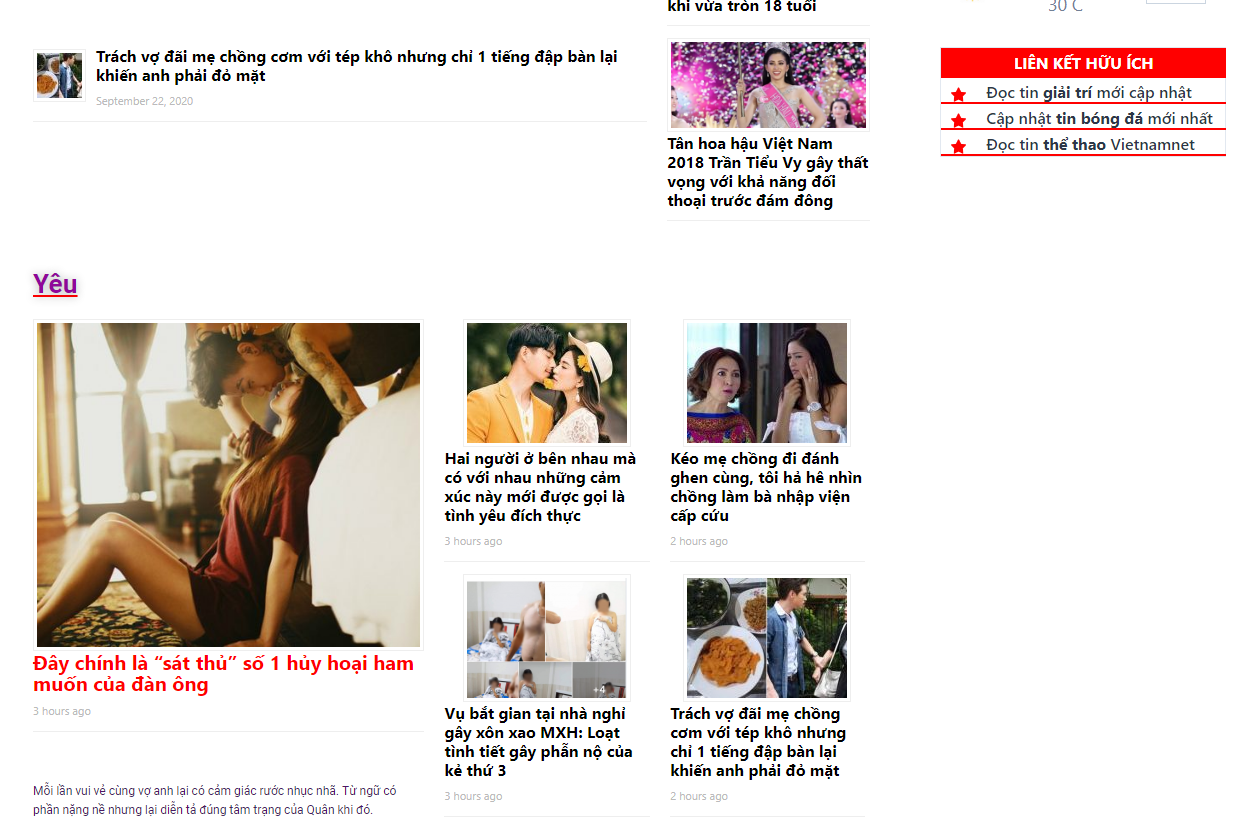 khi vừa tròn 18 tuổi
30 C
Trách vợ đãi mẹ chồng cơm với tép khô nhưng chỉ 1 tiếng đập bàn lại
khiến anh phải đỏ mặt
September 22, 2020
Tân hoa hậu Việt Nam
2018 Trần Tiểu Vy gây thất
vọng với khả năng đối
thoại trước đám đông
LIÊN KẾT HỮU ÍCH
Đọc tin giải trí mới cập nhật
Cập nhật tin bóng đá mới nhất
Đọc tin thể thao Vietnamnet
Yêu
Đây chính là “sát thủ” số 1 hủy hoại ham
muốn của đàn ông
3 hours ago
Mỗi lần vui vẻ cùng vợ anh lại có cảm giác rước nhục nhã. Từ ngữ có
phần nặng nề nhưng lại diễn tả đúng tâm trạng của Quân khi đó.
Hai người ở bên nhau mà
có với nhau những cảm
xúc này mới được gọi là
tình yêu đích thực
3 hours ago
Kéo mẹ chồng đi đánh
ghen cùng, tôi hả hê nhìn
chồng làm bà nhập viện
cấp cứu
2 hours ago
+4
Vụ bắt gian tại nhà nghỉ
gây xôn xao MXH: Loạt
tình tiết gây phẫn nộ của
kẻ thứ 3
3 hours ago
Trách vợ đãi mẹ chồng
cơm với tép khô nhưng
chỉ 1 tiếng đập bàn lại
khiến anh phải đỏ mặt
2 hours ago